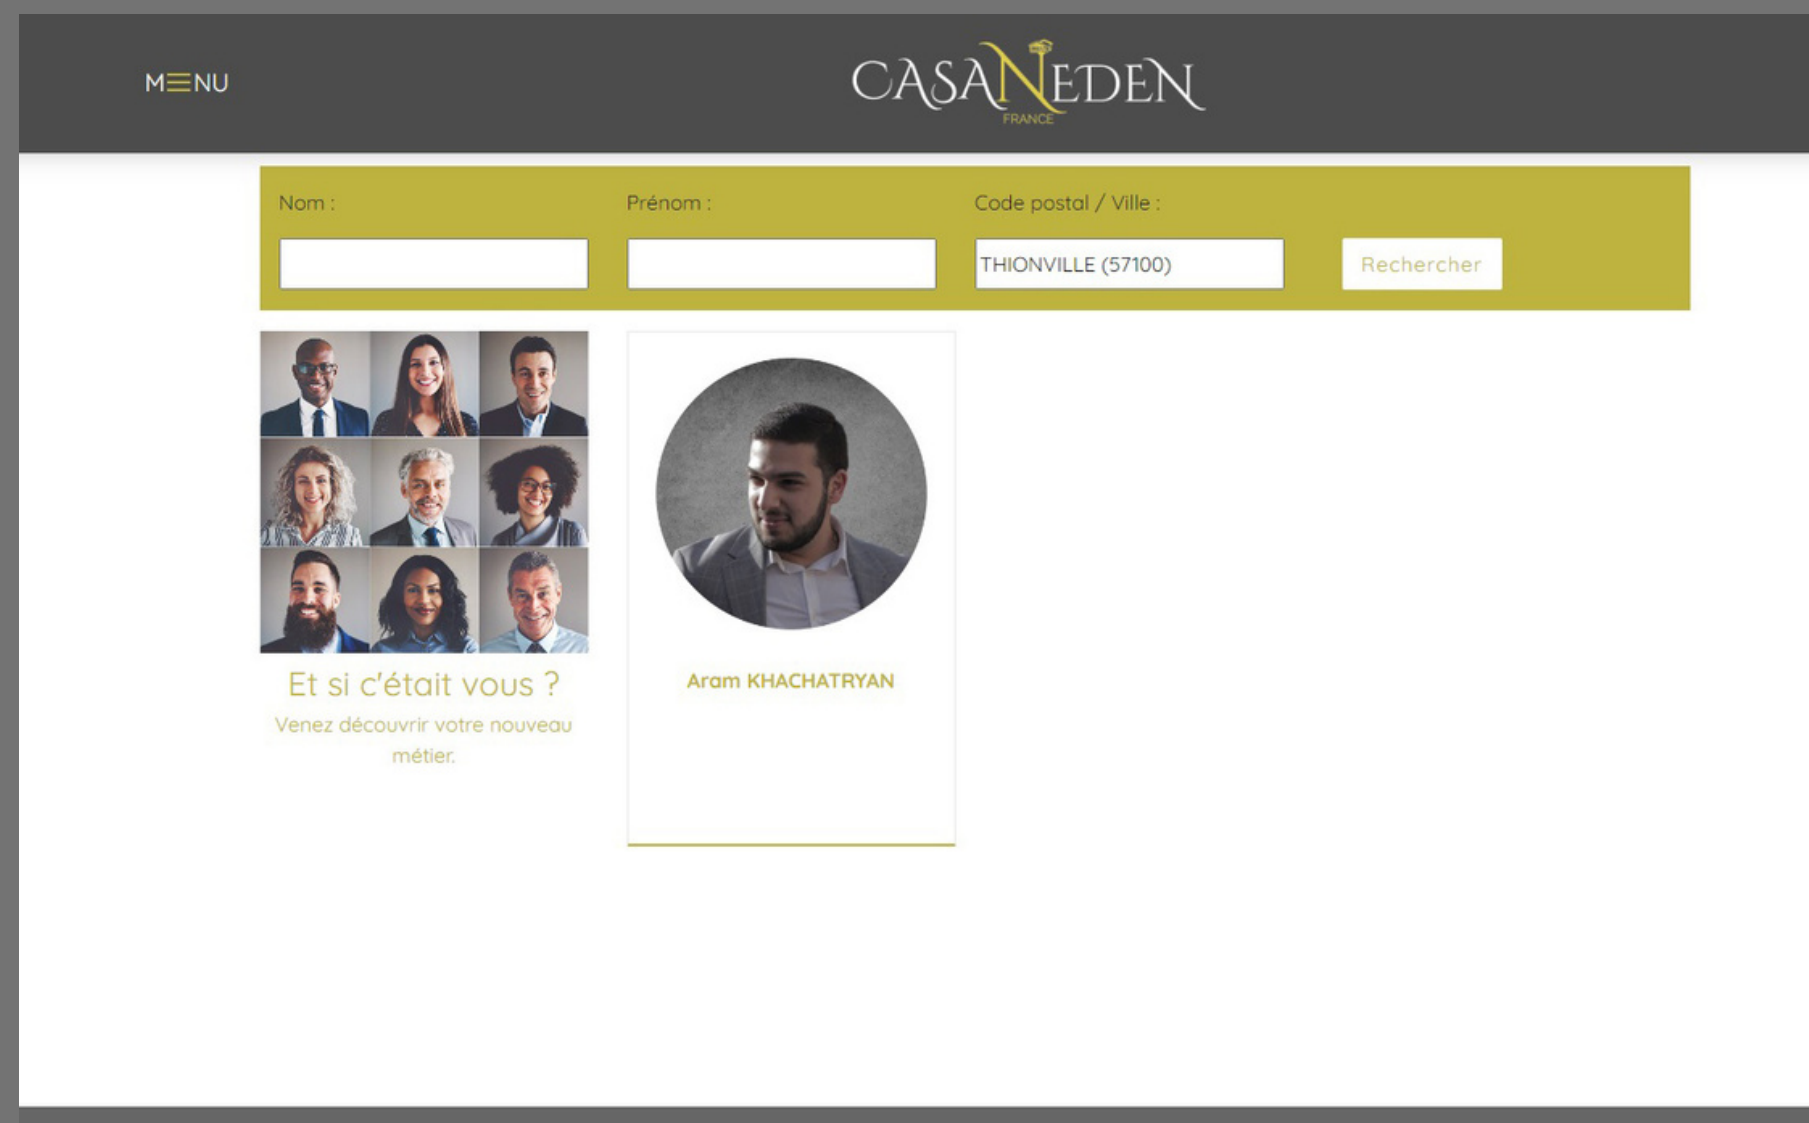 MENU
CASANEDEN
FRANCE
Nom :
Prénom :
Code postal / Ville :
THIONVILLE (57100)
Rechercher
Et si c'était vous ?
Venez découvrir votre nouveau
métier.
Aram KHACHATRYAN